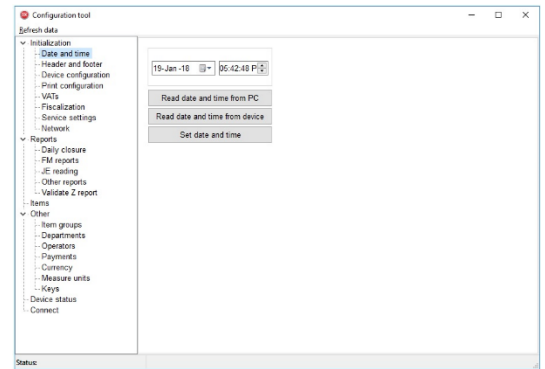 Configuration tool
Refresh data
Initialization
Date and time
Header and footer
Device configuration
Print configuration
VATs
Fiscalization
Service settings
Network
Reports
Daily closure
FM reports
JE reading
Other reports
Validate Z report
Items
Other
Item groups
Departments
Operators
Payments
Currency
Measure units
Keys
Device status
Connect
19-Jan -18 05:42:48 P
Read date and time from PC
Read date and time from device
Set date and time
Status: